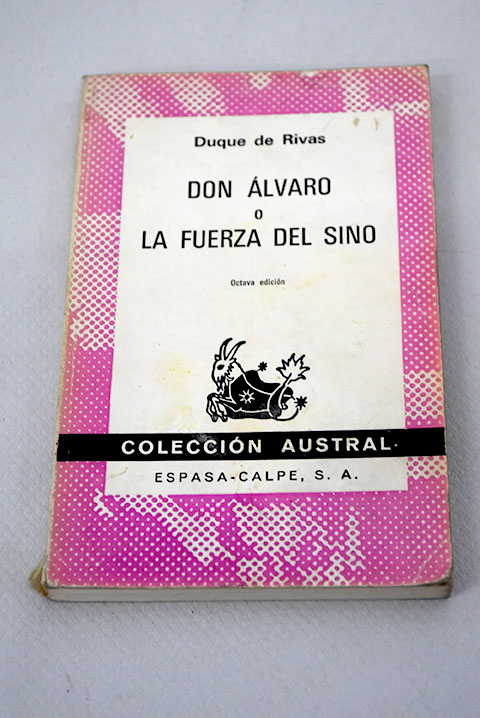 Duque de Rivas
DON ÁLVARO
o
LA FUERZA DEL SINO
Octava edición
COLECCIÓN AUSTRAL
ESPASA-CALPE, S. A.